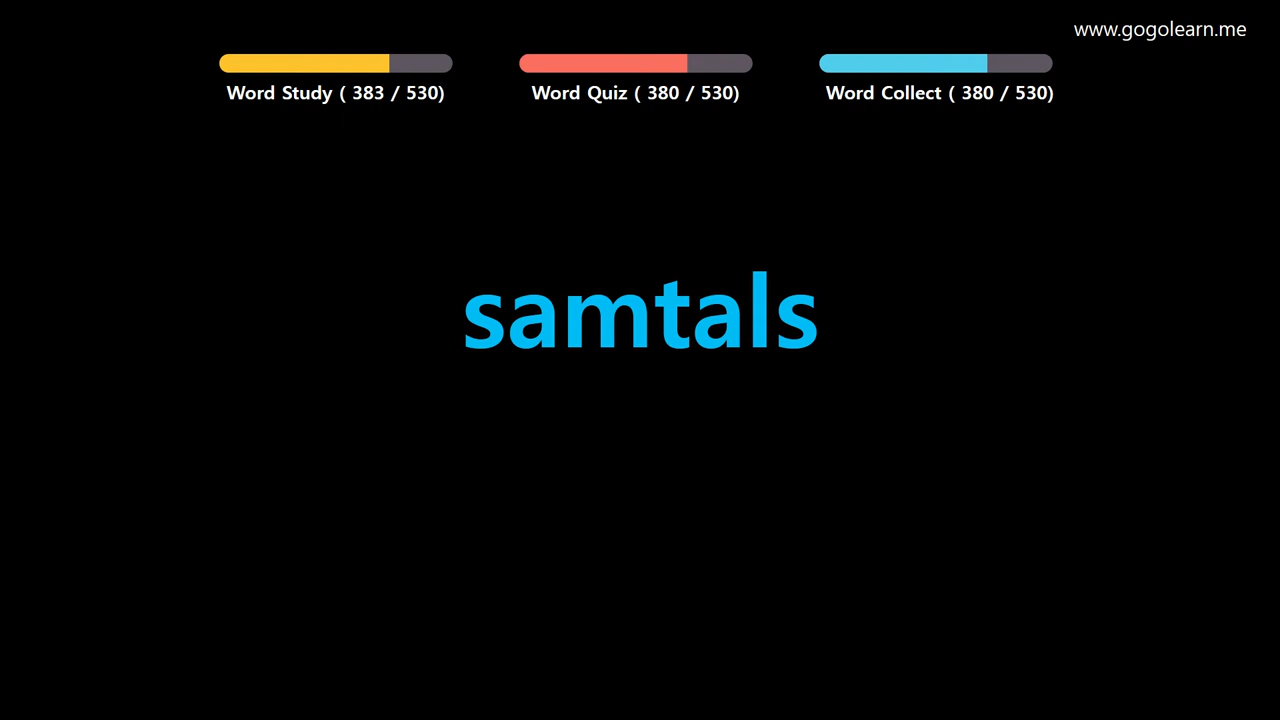 www.gogolearn.me
Word Study ( 383 / 530)
Word Quiz ( 380 / 530)
Word Collect ( 380 / 530)
samtals